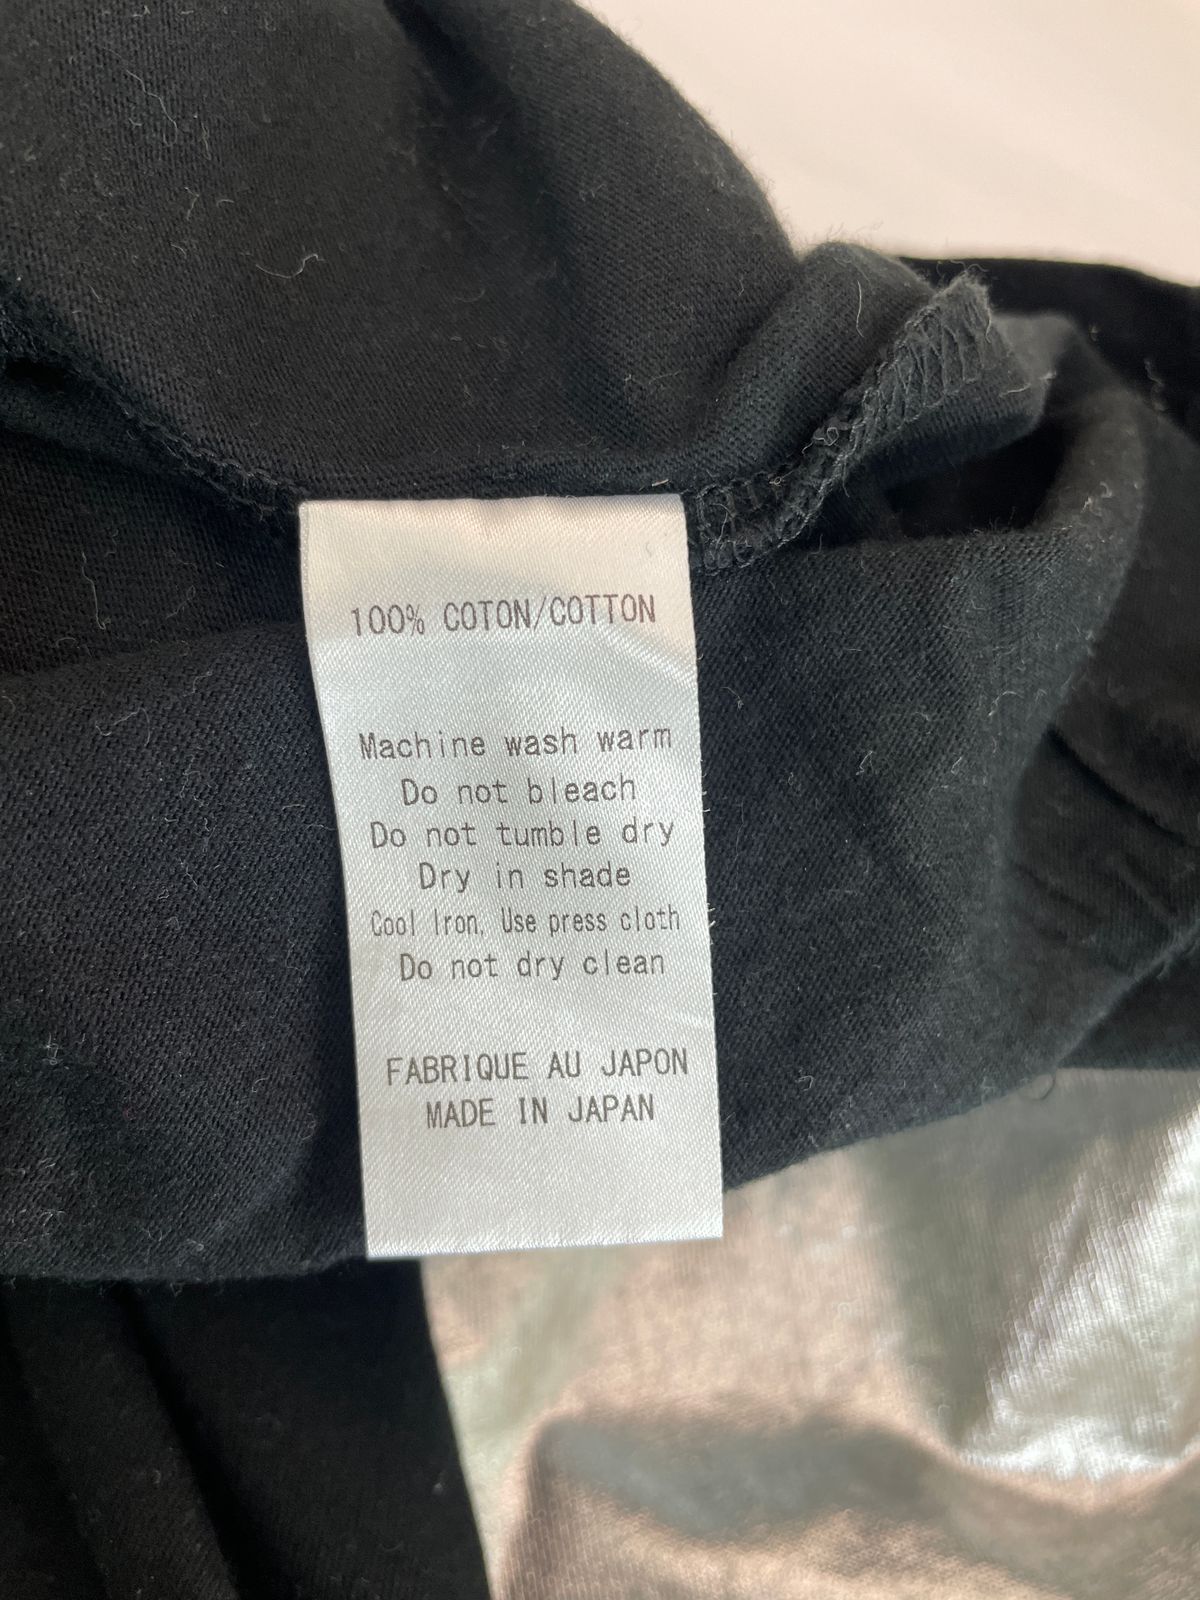 100% COTON/COTTON
Machine wash warm
Do not bleach
Do not tumble dry
Dry in shade
Cool Iron, Use press cloth
Do not dry clean
FABRIQUE AU JAPON
MADE IN JAPAN